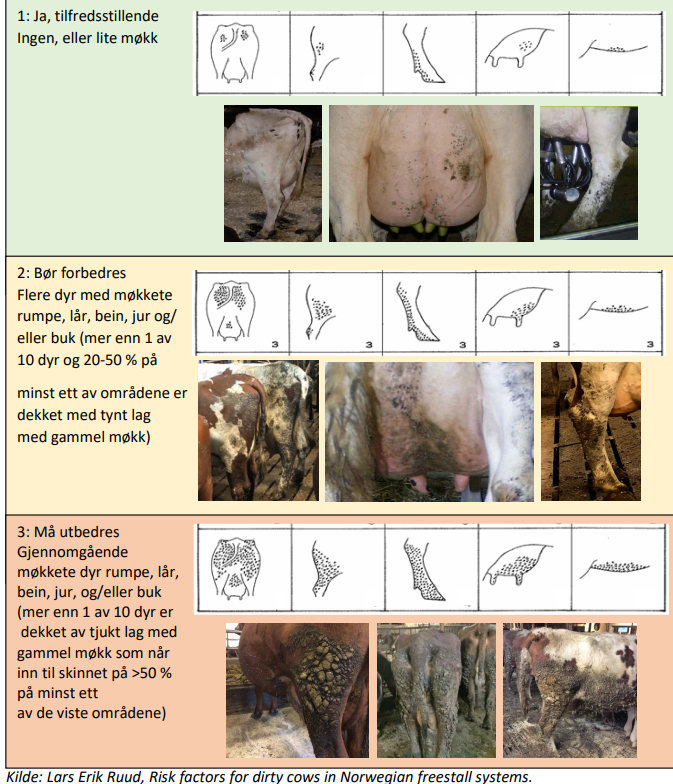 1: Ja, tilfredsstillende
Ingen, eller lite møkk
2: Bør forbedres
Flere dyr med møkkete
rumpe, lår, bein, jur og/
eller buk (mer enn 1 av
10 dyr og 20-50 % på
minst ett av områdene er
dekket med tynt lag
med gammel møkk)
3 3 3 3 3
3: Må utbedres
Gjennomgående
møkkete dyr rumpe, lår,
bein, jur, og/eller buk
(mer enn 1 av 10 dyr er
dekket av tjukt lag med
gammel møkk som når
inn til skinnet på >50 %
på minst ett
av de viste områdene)
Kilde: Lars Erik Ruud, Risk factors for dirty cows in Norwegian freestall systems.